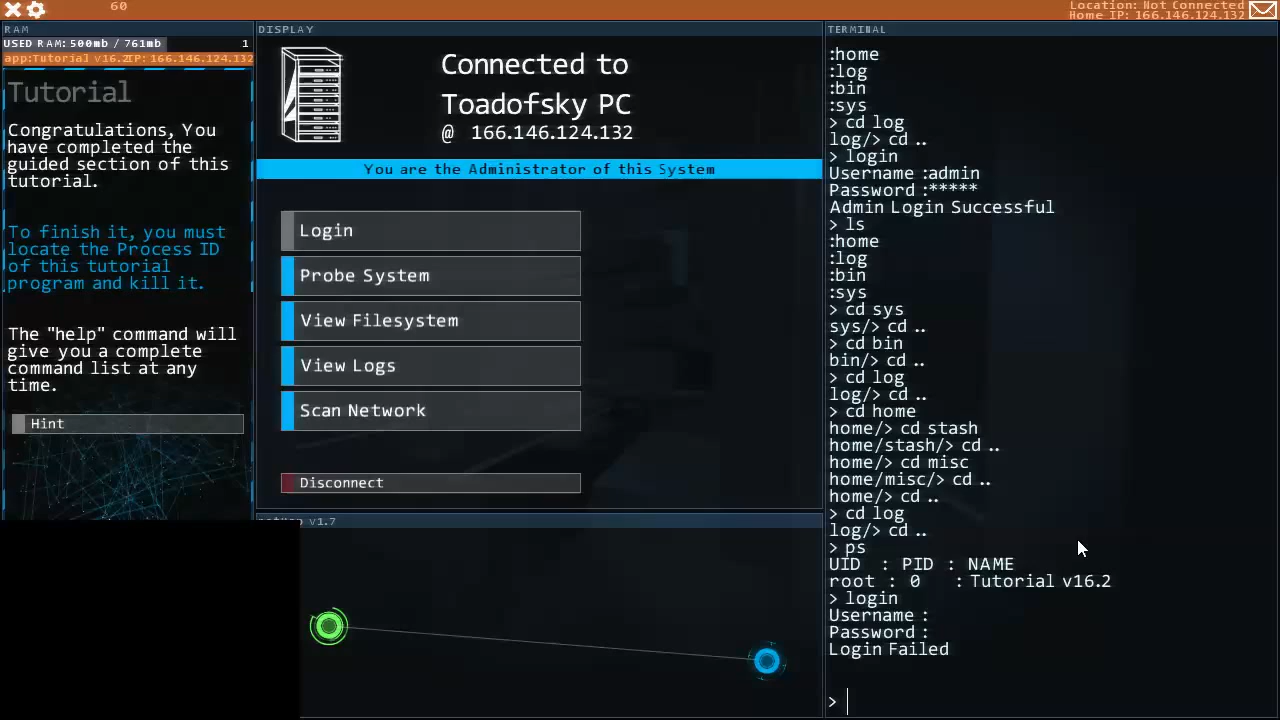 60
Location: Not Connected
Home IP: 166.146.124.132
RAM
USED RAM: 500mb / 761mb 1
app:Tutorial v16.2 IP: 166.146.124.132
Tutorial
Congratulations, You
have completed the
guided section of this
tutorial.
To finish it, you must
locate the Process ID
of this tutorial
program and kill it.
The "help" command will
give you a complete
command list at any
time.
Hint
DISPLAY
Connected to
Toadofsky PC
@ 166.146.124.132
You are the Administrator of this System
Login
Probe System
View Filesystem
View Logs
Scan Network
Disconnect
v1.7
TERMINAL
:home
:log
:bin
:sys
> cd log
log/> cd ..
> login
Username :admin
Password :*****
Admin Login Successful
> ls
:home
:log
:bin
:sys
> cd sys
sys/> cd ..
> cd bin
bin/> cd ..
> cd log
log/> cd ..
> cd home
home/> cd stash
home/stash/> cd ..
home/> cd misc
home/misc/> cd ..
home/> cd ..
> cd log
log/> cd ..
> ps
UID : PID : NAME
root : 0 : Tutorial v16.2
> login
Username :
Password :
Login Failed
>